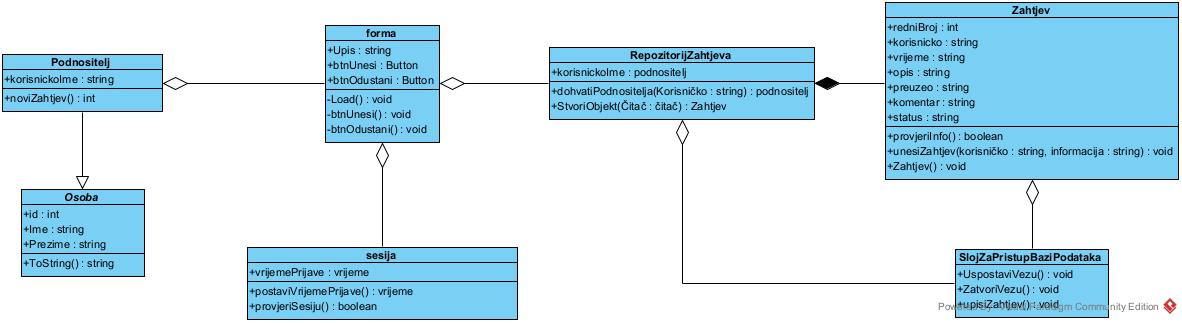 Podnositelj
+korisnickoIme : string
+noviZahtjev() : int
Osoba
+id : int
+Ime : string
+Prezime : string
+ToString() : string
forma
+Upis : string
+btnUnesi : Button
+btnOdustani : Button
-Load() : void
-btnUnesi() : void
-btnOdustani() : void
sesija
+vrijemePrijave : vrijeme
+postaviVrijemePrijave() : vrijeme
+provjeriSesiju() : boolean
RepozitorijZahtjeva
+korisnickoIme : podnositelj
+dohvatiPodnositelja(Korisničko : string) : podnositelj
+StvoriObjekt(Čitač : čitač) : Zahtjev
Zahtjev
+redniBroj : int
+korisnicko : string
+vrijeme : string
+opis : string
+preuzeo : string
+komentar : string
+status : string
+provjeriInfo() : boolean
+unesiZahtjev(korisničko : string, informacija : string) : void
+Zahtjev() : void
SlojZaPristupBaziPodataka
+UspostaviVezu() : void
+ZatvoriVezu() : void
+upisiZahtjev() : void
Powered By Visual Paradigm Community Edition